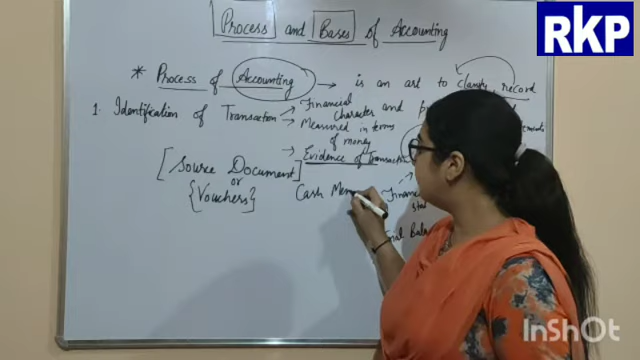 RKP
Process and Bases of Accounting
* Process of Accounting → is an art to classify record
1. Identification of Transaction → Financial Character and
→ Measured in terms of money
→ Evidence of Transaction
[Source Document]
or
{Vouchers}
Cash Mem
InShOt